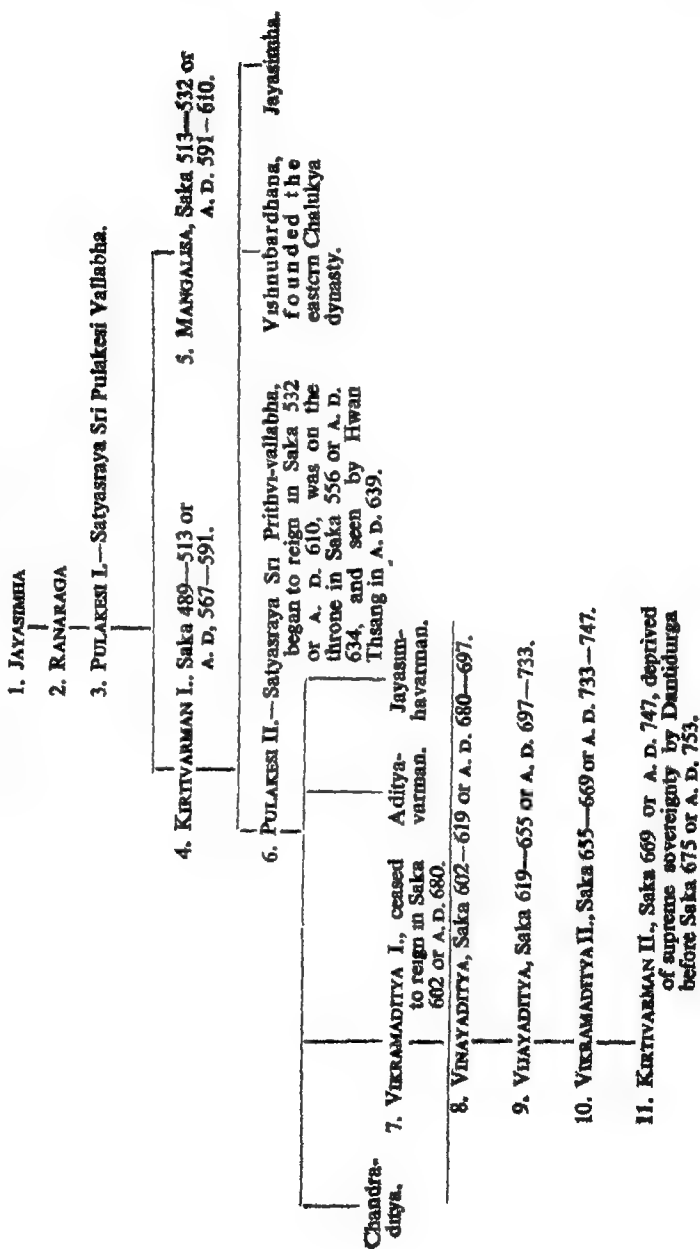 1. JAYASIMHA
2. RANARAGA
3. PULAKESI I.—Satyasraya Sri Pulakesi Vallabha.
4. KIRTIVARMAN I.. Saka 489—513 or
A. D. 567—591.
5. MANGALISA, Saka 513—532 or
A. D. 591—610.
6. PULAKESI II.—Satyasraya Sri Prithvi-vallabha,
began to reign in Saka 532
or A. D. 610, was on the
throne in Saka 556 or A. D.
634, and seen by Hwan
Thsang in A. D. 639.
Vishnubardhana,
founded the
eastern Chalukya
dynasty.
Jayasimha.
Chandra-
ditya.
7. VIKRAMADITYA I., ceased
to reign in Saka
602 or A. D. 680.
Aditya-
varman.
Jayasim-
havarman.
8. VINAYADITYA, Saka 602—619 or A. D. 680—697.
9. VIJAYADITYA, Saka 619—655 or A. D. 697—733.
10. VIKRAMADITYA II., Saka 655—669 or A. D. 733—747.
11. KIRTIVARMAN II., Saka 669 or A. D. 747, deprived
of supreme sovereignty by Dantidurga
before Saka 675 or A. D. 753.